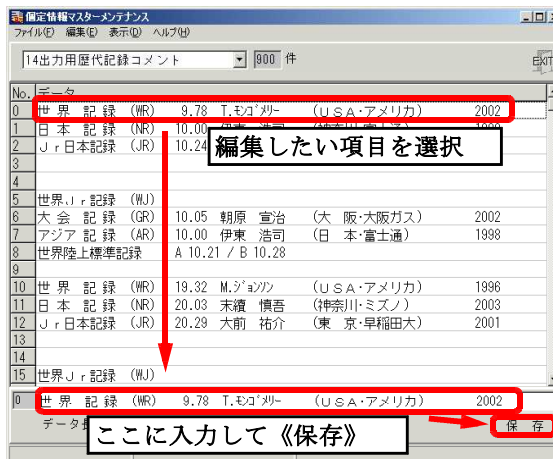 個定情報マスターメンテナンス
ファイル(F) 編集(E) 表示(D) ヘルプ(H)
14出力用歴代記録コメント 900 件 EXIT
No. データ
0 世 界 記 録 (WR) 9.78 T.モンゴメリー (USA・アメリカ) 2002
1 日 本 記 録 (NR) 10.00
2 Jr日本記録 (JR) 10.24
編集したい項目を選択
3
4
5 世界Jr記録 (WJ)
6 大 会 記 録 (GR) 10.05 朝原 宣治 (大 阪・大阪ガス) 2002
7 アジア 記 録 (AR) 10.00 伊東 浩司 (日 本・富士通) 1998
8 世界陸上標準記録 A 10.21 / B 10.28
9
10 世 界 記 録 (WR) 19.32 M.ジョンソン (USA・アメリカ) 1996
11 日 本 記 録 (NR) 20.03 末續 慎吾 (神奈川・ミズノ) 2003
12 Jr日本記録 (JR) 20.29 大前 祐介 (東 京・早稲田大) 2001
13
14
15 世界Jr記録 (WJ)
0 世 界 記 録 (WR) 9.78 T.モンゴメリー (USA・アメリカ) 2002
データ
保 存
ここに入力して《保存》